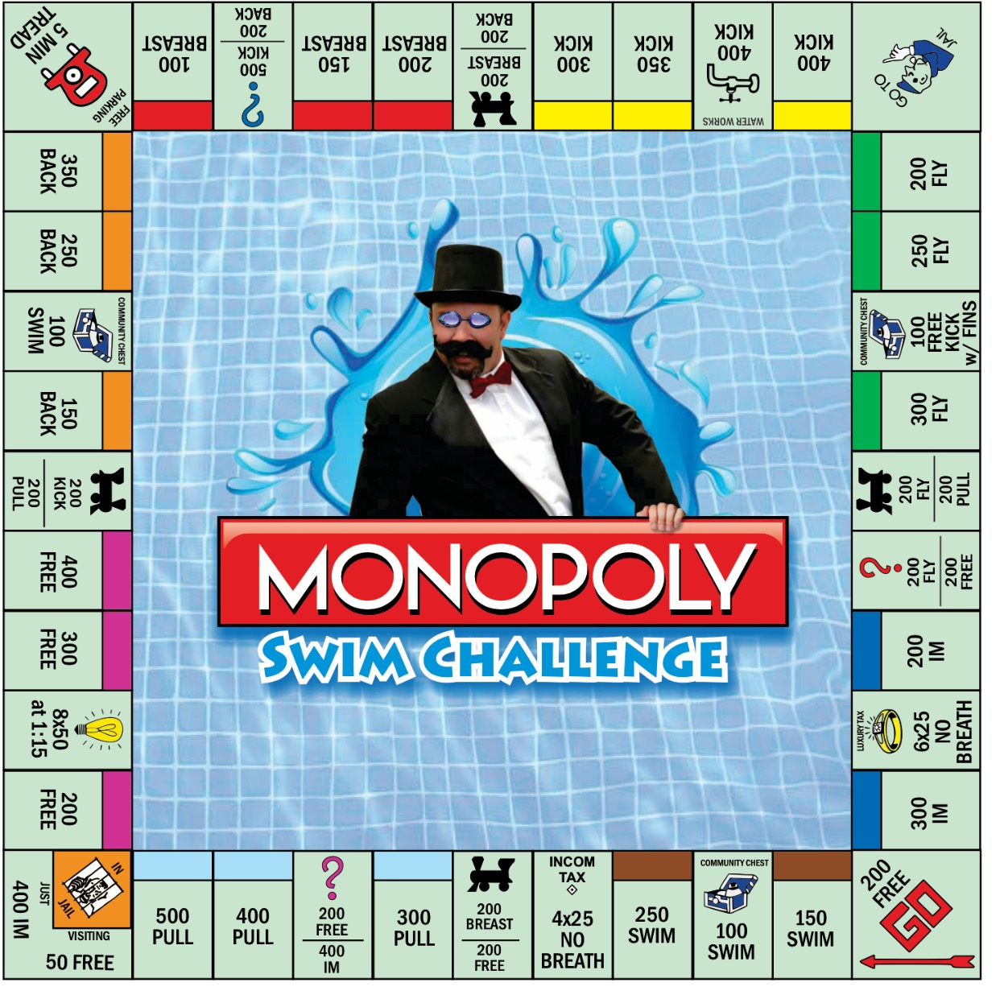 5 MIN
TREAD
FREE
PARKING
100
BREAST
500
KICK
200
BACK
150
BREAST
200
BREAST
200
BREAST
200
BACK
300
KICK
350
KICK
400
KICK
WATER WORKS
400
KICK
GO TO
JAIL
350
BACK
250
BACK
COMMUNITY CHEST
100
SWIM
150
BACK
200
KICK
200
PULL
400
FREE
300
FREE
8x50
at 1:15
200
FREE
200
FLY
250
FLY
COMMUNITY CHEST
100
FREE
KICK
w/ FINS
300
FLY
200
FLY
200
PULL
200
FLY
200
FREE
200
IM
LUXURY TAX
6x25
NO
BREATH
300
IM
MONOPOLY
SWIM CHALLENGE
IN
JAIL
JUST
VISITING
400 IM
50 FREE
500
PULL
400
PULL
200
FREE
400
IM
300
PULL
200
BREAST
200
FREE
INCOM
TAX
4x25
NO
BREATH
250
SWIM
COMMUNITY CHEST
100
SWIM
150
SWIM
200
FREE
GO